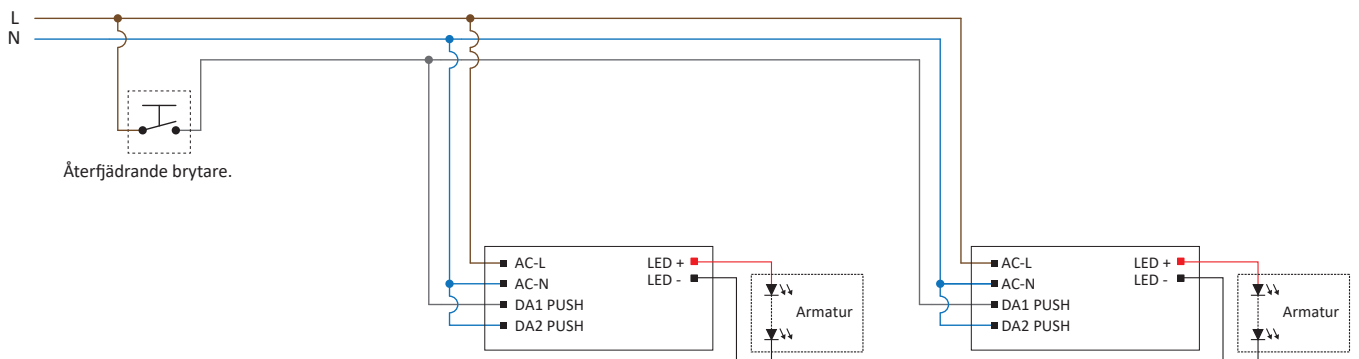 L
N
Återfjädrande brytare.
AC-L
AC-N
DA1 PUSH
DA2 PUSH
LED +
LED -
Armatur
AC-L
AC-N
DA1 PUSH
DA2 PUSH
LED +
LED -
Armatur